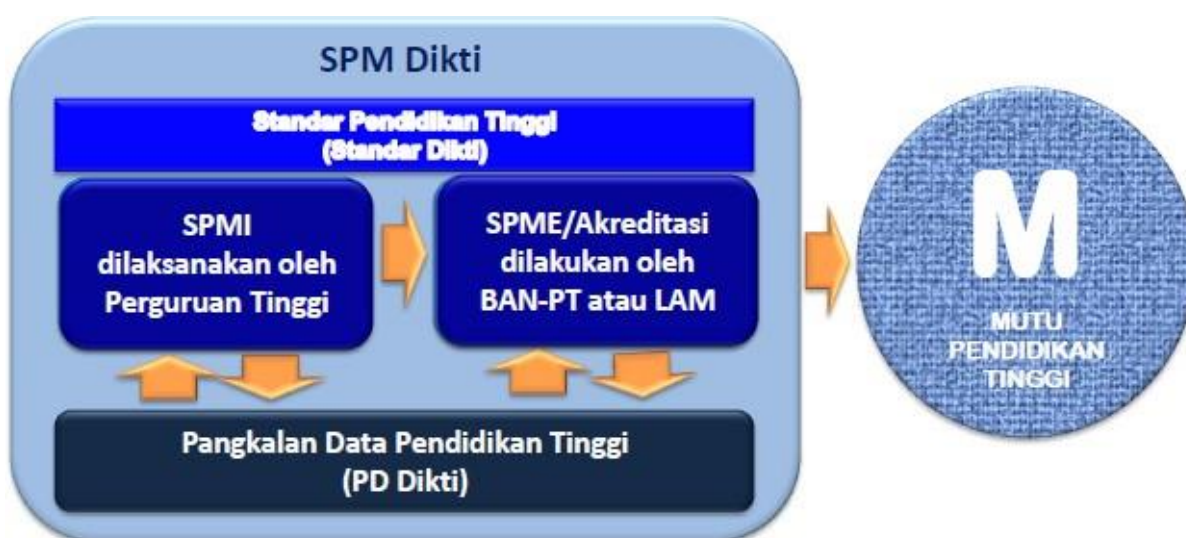 SPM Dikti
Standar Pendidikan Tinggi
(Standar Dikti)
SPMI
dilaksanakan oleh
Perguruan Tinggi
SPME/Akreditasi
dilakukan oleh
BAN-PT atau LAM
Pangkalan Data Pendidikan Tinggi
(PD Dikti)
M
MUTU
PENDIDIKAN
TINGGI